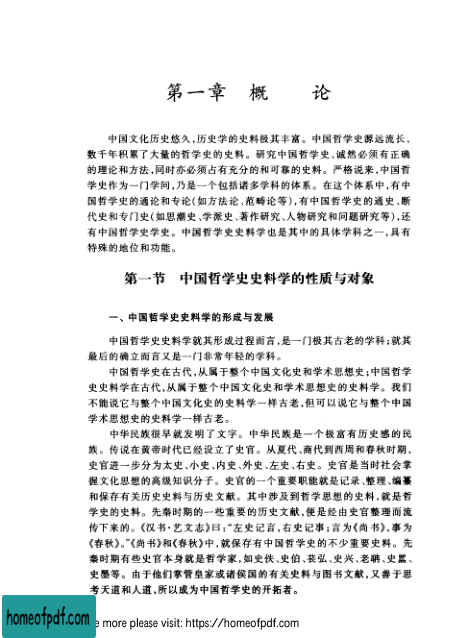 第一章　概　　论
中国文化历史悠久,历史学的史料极其丰富。中国哲学史源远流长,
数千年积累了大量的哲学史的史料。研究中国哲学史,诚然必须有正确
的理论和方法,同时亦必须占有充分的和可靠的史料。严格说来,中国哲
学史作为一门学问,乃是一个包括诸多学科的体系。在这个体系中,有中
国哲学史的通论和专论(如方法论、范畴论等),有中国哲学史的通史、断
代史和专门史(如思潮史、学派史、著作研究、人物研究和问题研究等),还
有中国哲学史学史。中国哲学史史料学也是其中的具体学科之一,具有
特殊的地位和功能。
第一节　中国哲学史史料学的性质与对象
一、中国哲学史史料学的形成与发展
中国哲学史史料学就其形成过程而言,是一门极其古老的学科;就其
最后的确立而言又是一门非常年轻的学科。
中国哲学史在古代,从属于整个中国文化史和学术思想史;中国哲学
史史料学在古代,从属于整个中国文化史和学术思想史的史料学。我们
不能说它与整个中国文化史的史料学一样古老,但可以说它与整个中国
学术思想史的史料学一样古老。
中华民族很早就发明了文字。中华民族是一个极富有历史感的民
族。传说在黄帝时代已经设立了史官。从夏代、商代到西周和春秋时期,
史官进一步分为太史、小史、内史、外史、左史、右史。史官是当时社会掌
握文化思想的高级知识分子。史官的一个重要职能就是记录、整理、编纂
和保存有关历史史料与历史文献。其中涉及到哲学思想的史料,就是哲
学史的史料。先秦时期的一些重要的历史文献,便是经由史官整理而流
传下来的。《汉书·艺文志》曰:“左史记言,右史记事;言为《尚书》,事为
《春秋》。”《尚书》和《春秋》中,就保存有中国哲学史的不少重要史料。先
秦时期有些史官本身就是哲学家,如史佚、史伯、苌弘、史兴、老聃、史嚚、
史墨等。由于他们掌管皇家或诸侯国的有关史料与图书文献,又善于思
考天道和人道,所以成为中国哲学史的开拓者。
homeofpdf.com
e more please visit: https://homeofpdf.com